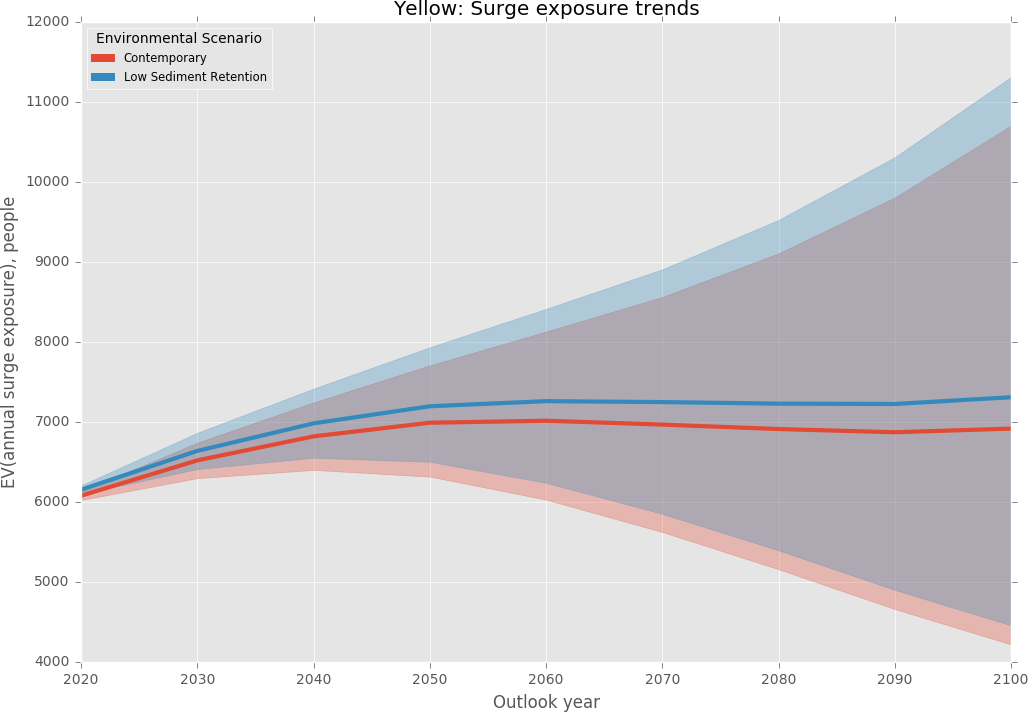 Yellow: Surge exposure trends
12000
11000
10000
9000
8000
7000
6000
5000
4000
EV(annual surge exposure), people
Environmental Scenario
Contemporary
Low Sediment Retention
2020 2030 2040 2050 2060 2070 2080 2090 2100
Outlook year